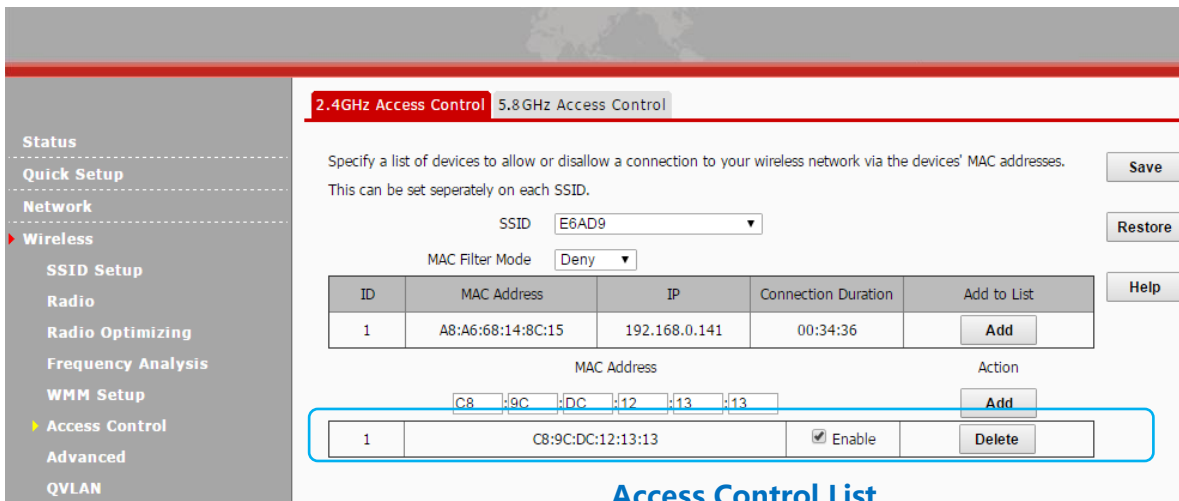 2.4GHz Access Control 5.8GHz Access Control
Status
Quick Setup
Network
Wireless
SSID Setup
Radio
Radio Optimizing
Frequency Analysis
WMM Setup
Access Control
Advanced
QVLAN
Specify a list of devices to allow or disallow a connection to your wireless network via the devices' MAC addresses.
This can be set seperately on each SSID.
SSID E6AD9
MAC Filter Mode Deny
ID MAC Address IP Connection Duration Add to List
1 A8:A6:68:14:8C:15 192.168.0.141 00:34:36 Add
MAC Address Action
C8 :9C :DC :12 :13 :13 Add
1 C8:9C:DC:12:13:13 Enable Delete
Save
Restore
Help
Access Control List